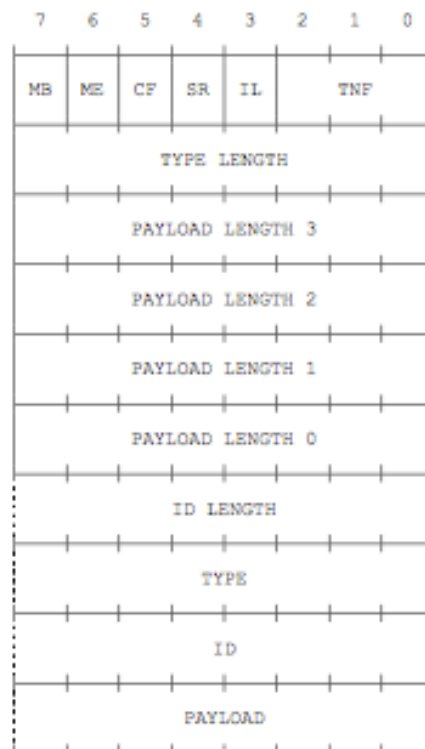 7 6 5 4 3 2 1 0
MB ME CF SR IL TNF
TYPE LENGTH
PAYLOAD LENGTH 3
PAYLOAD LENGTH 2
PAYLOAD LENGTH 1
PAYLOAD LENGTH 0
ID LENGTH
TYPE
ID
PAYLOAD